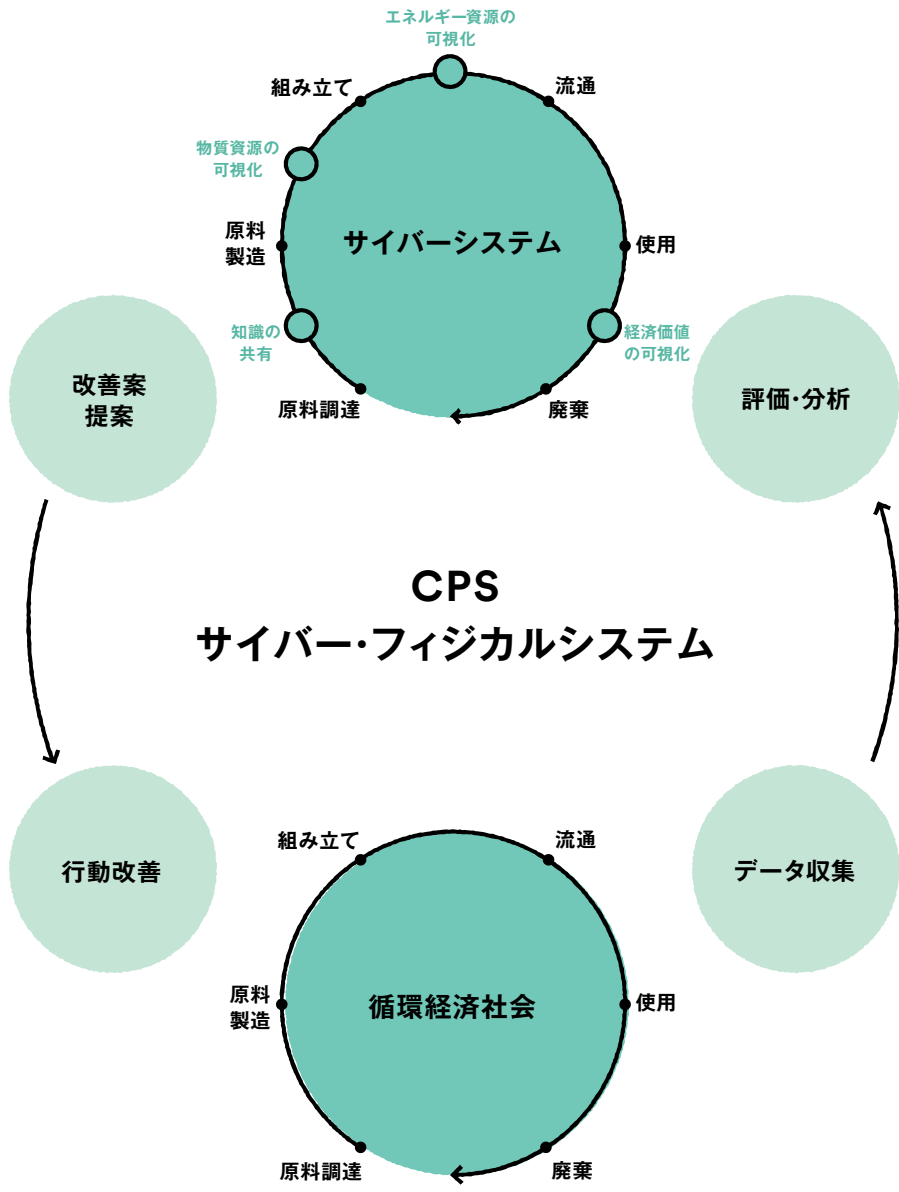 エネルギー資源の
可視化
組み立て
流通
物質資源の
可視化
原料
製造
サイバーシステム
使用
知識の
共有
経済価値
の可視化
原料調達
廃棄
改善案
提案
評価・分析
CPS
サイバー・フィジカルシステム
行動改善
データ収集
組み立て
流通
原料
製造
循環経済社会
使用
原料調達
廃棄